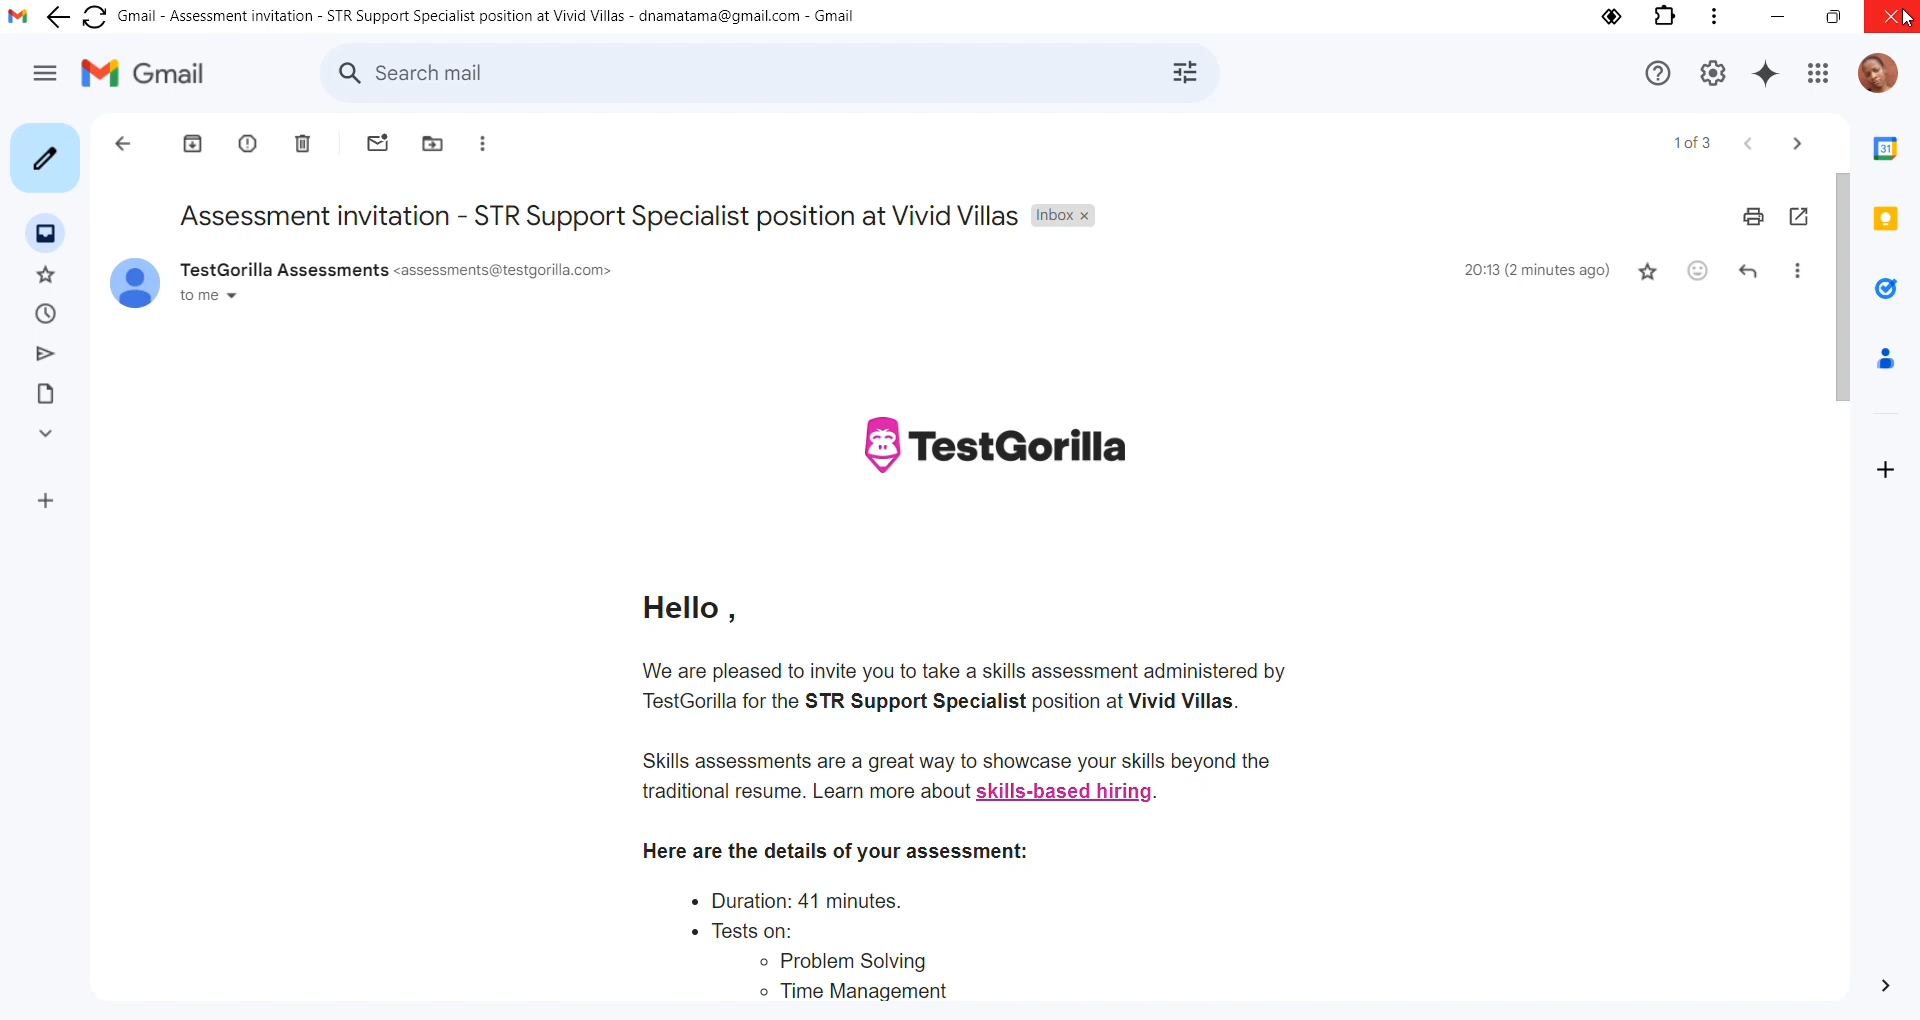 Gmail - Assessment invitation - STR Support Specialist position at Vivid Villas - dnamatama@gmail.com - Gmail
Gmail
Search mail
1 of 3
Assessment invitation - STR Support Specialist position at Vivid Villas Inbox ×
TestGorilla Assessments <assessments@testgorilla.com>
20:13 (2 minutes ago)
to me
31
TestGorilla
Hello ,
We are pleased to invite you to take a skills assessment administered by
TestGorilla for the STR Support Specialist position at Vivid Villas.
Skills assessments are a great way to showcase your skills beyond the
traditional resume. Learn more about skills-based hiring.
Here are the details of your assessment:
• Duration: 41 minutes.
• Tests on:
o Problem Solving
o Time Management